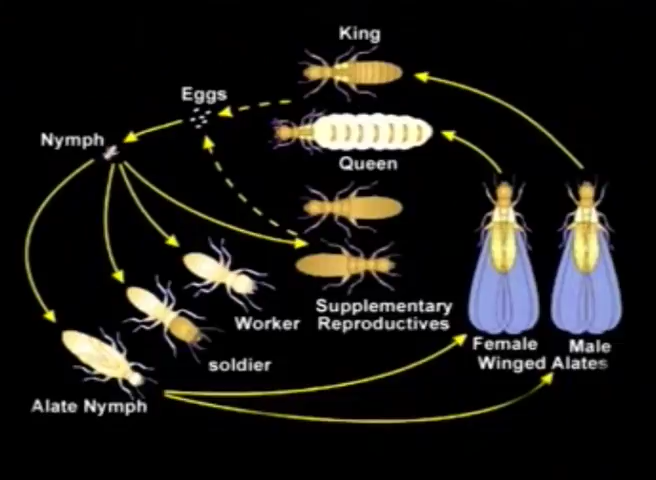 King
Eggs
Nymph
Queen
Supplementary
Reproductives
Worker
soldier
Alate Nymph
Female
Male
Winged Alates